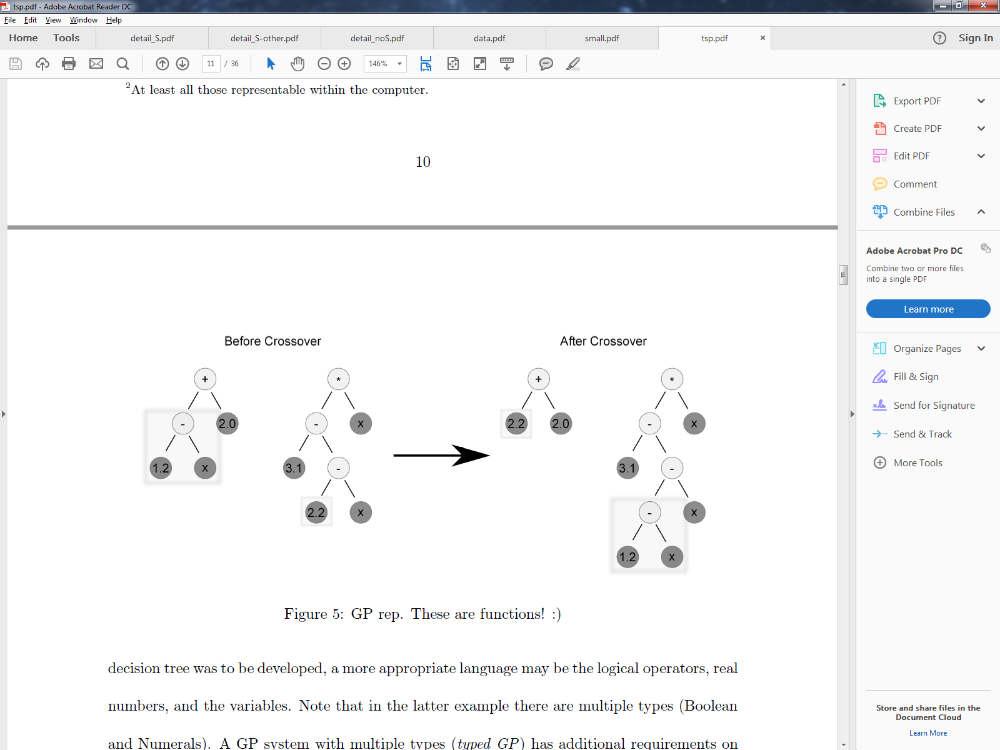 tsp.pdf - Adobe Acrobat Reader DC
File Edit View Window Help
Home Tools detail_S.pdf detail_S-other.pdf detail_noS.pdf data.pdf small.pdf tsp.pdf × ? Sign In
11 / 36 146%
2At least all those representable within the computer.
10
Before Crossover After Crossover
+ * + *
- 2.0 - x 2.2 2.0 - x
1.2 x 3.1 - 3.1 -
2.2 x - x
1.2 x
Figure 5: GP rep. These are functions! :)
decision tree was to be developed, a more appropriate language may be the logical operators, real
numbers, and the variables. Note that in the latter example there are multiple types (Boolean
and Numerals). A GP system with multiple types (typed GP) has additional requirements on
Export PDF
Create PDF
Edit PDF
Comment
Combine Files
Adobe Acrobat Pro DC
Combine two or more files
into a single PDF
Learn more
Organize Pages
Fill & Sign
Send for Signature
Send & Track
More Tools
Store and share files in the
Document Cloud
Learn More